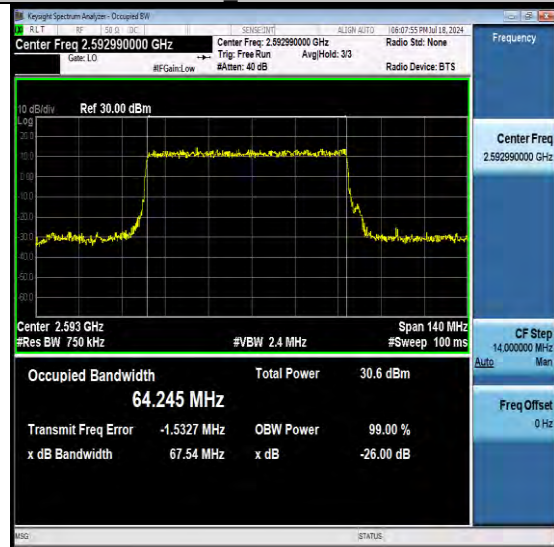 Keysight Spectrum Analyzer - Occupied BW
RLT RF 50 Ω DC SENSE:INT ALIGN AUTO 06:07:55 PM Jul 18, 2024
Center Freq 2.592990000 GHz
Center Freq: 2.592990000 GHz
Radio Std: None
Gate: LO
Trig: Free Run Avg|Hold: 3/3
#IFGain:Low
#Atten: 40 dB
Radio Device: BTS
10 dB/div Ref 30.00 dBm
Log
20.0
10.0
0.00
Center 2.593 GHz
Span 140 MHz
#Res BW 750 kHz
#VBW 2.4 MHz
#Sweep 100 ms
Occupied Bandwidth
Total Power 30.6 dBm
64.245 MHz
Transmit Freq Error -1.5327 MHz OBW Power 99.00 %
x dB Bandwidth 67.54 MHz x dB -26.00 dB
MSG
STATUS
Frequency
Center Freq
2.592990000 GHz
CF Step
14.000000 MHz
Auto Man
Freq Offset
0 Hz